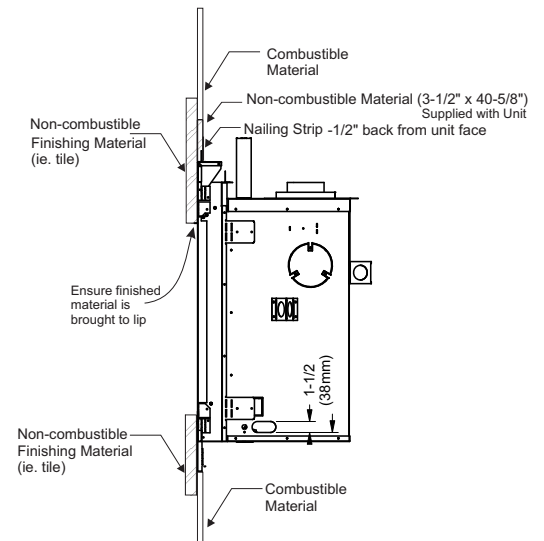 Combustible
Material
Non-combustible Material (3-1/2" x 40-5/8")
Supplied with Unit
Nailing Strip -1/2" back from unit face
Non-combustible
Finishing Material
(ie. tile)
Ensure finished
material is
brought to lip
1-1/2
(38mm)
Non-combustible
Finishing Material
(ie. tile)
Combustible
Material